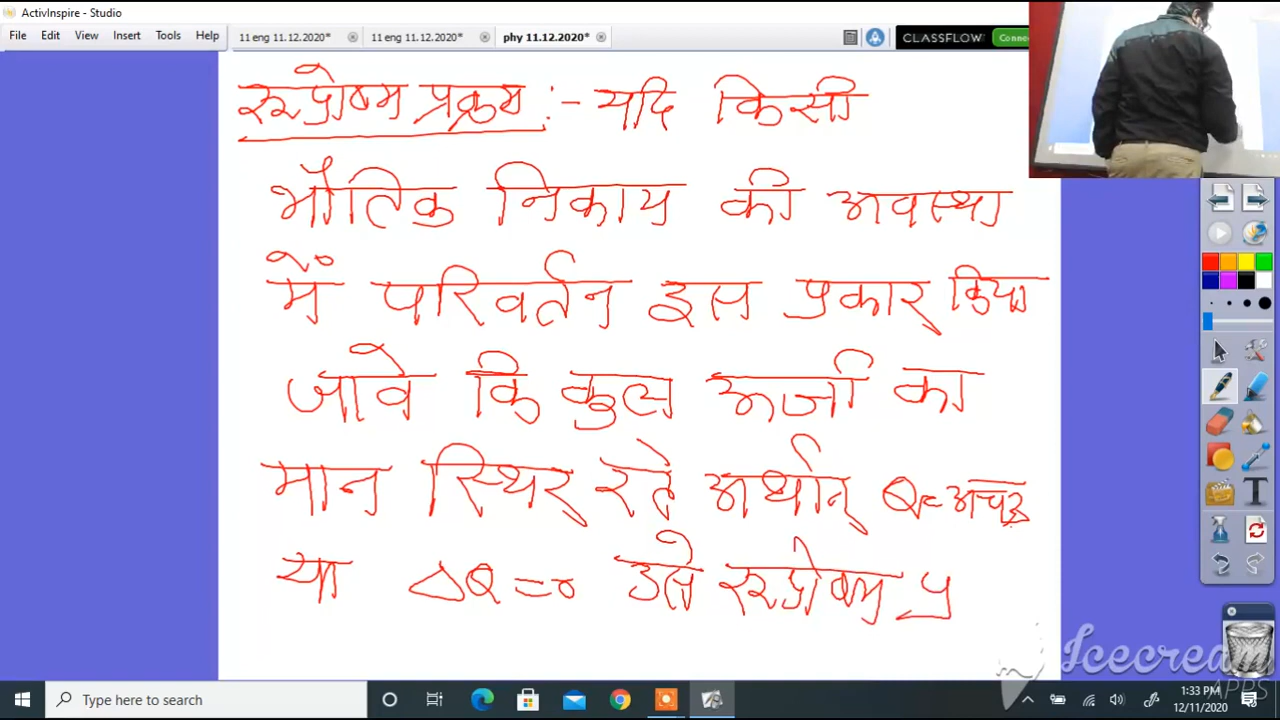 ActivInspire - Studio
File Edit View Insert Tools Help
11 eng 11.12.2020* 11 eng 11.12.2020* phy 11.12.2020*
CLASSFLOW Conne
रूद्दोष्म प्रक्रम :- यदि किसी
भौतिक निकाय की अवस्था
में परिवर्तन इस प्रकार किया
जावे कि कुल ऊर्जा का
मान स्थिर रहे अर्थात् Q=अचर
या ΔQ=0 उसे रूद्दोष्म प्र
Icecream
APPS
Type here to search
1:33 PM
12/11/2020